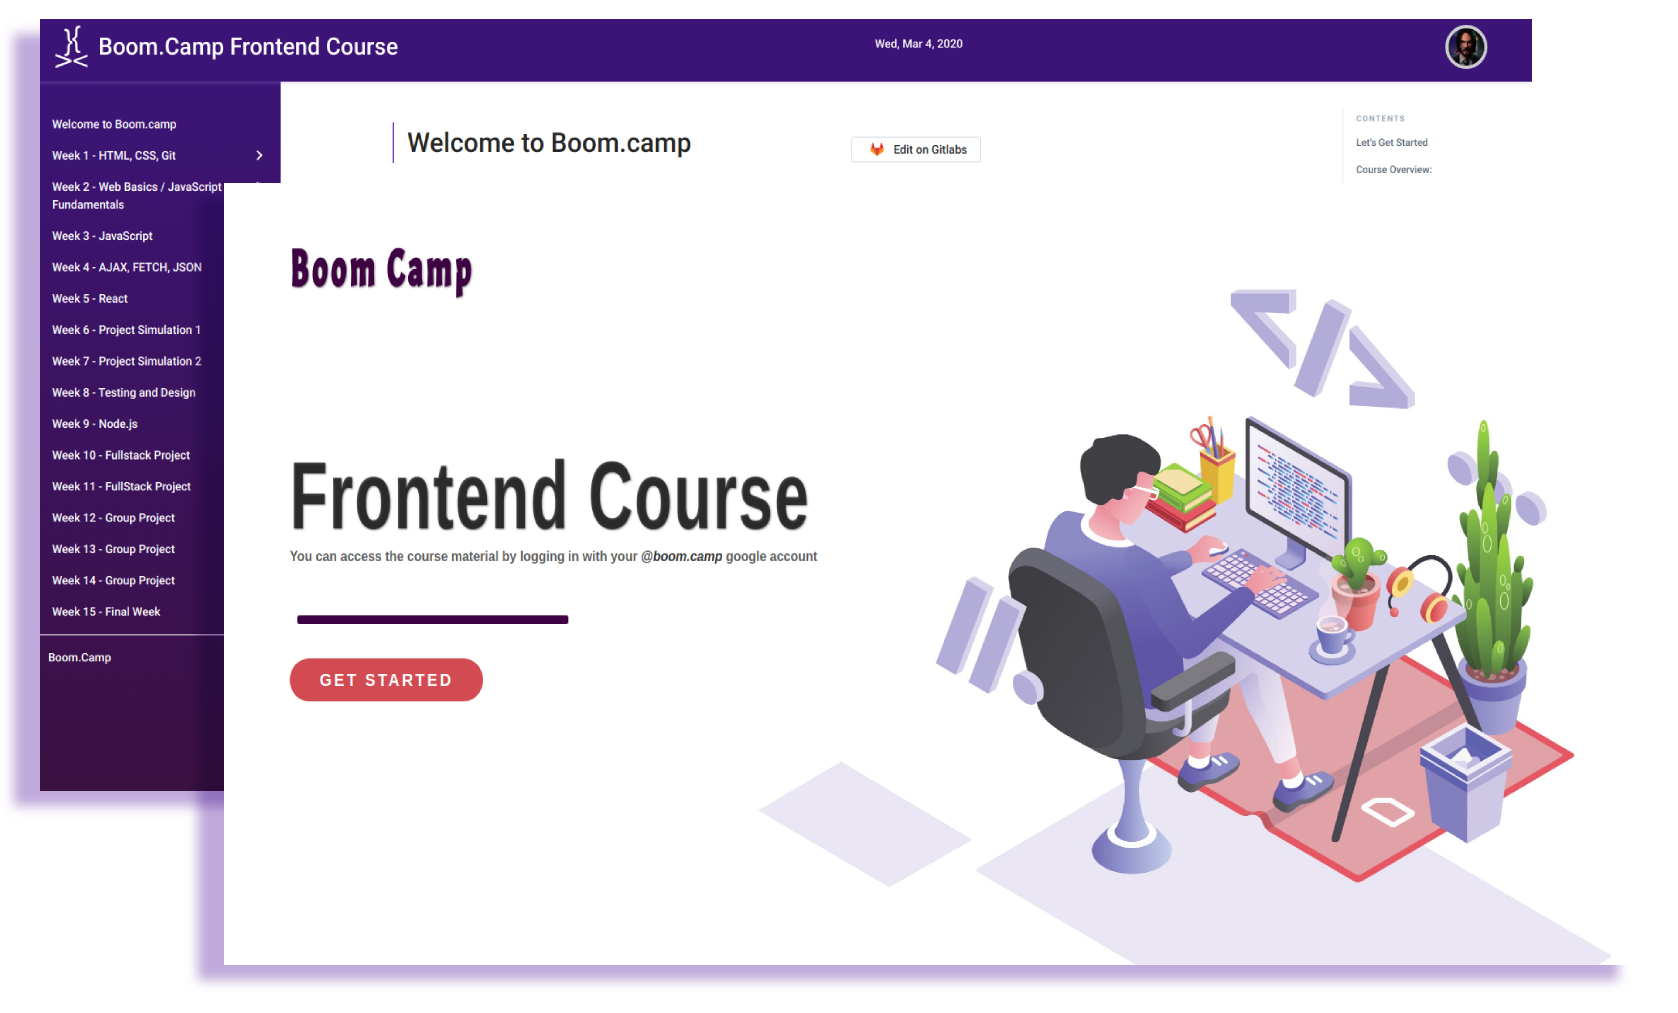 Boom.Camp Frontend Course
Wed, Mar 4, 2020
Welcome to Boom.camp
Week 1 - HTML, CSS, Git
Week 2 - Web Basics / JavaScript
Fundamentals
Week 3 - JavaScript
Week 4 - AJAX, FETCH, JSON
Week 5 - React
Week 6 - Project Simulation 1
Week 7 - Project Simulation 2
Week 8 - Testing and Design
Week 9 - Node.js
Week 10 - Fullstack Project
Week 11 - FullStack Project
Week 12 - Group Project
Week 13 - Group Project
Week 14 - Group Project
Week 15 - Final Week
Boom.Camp
Welcome to Boom.camp
Edit on Gitlabs
CONTENTS
Let's Get Started
Course Overview:
Boom Camp
Frontend Course
You can access the course material by logging in with your @boom.camp google account
GET STARTED